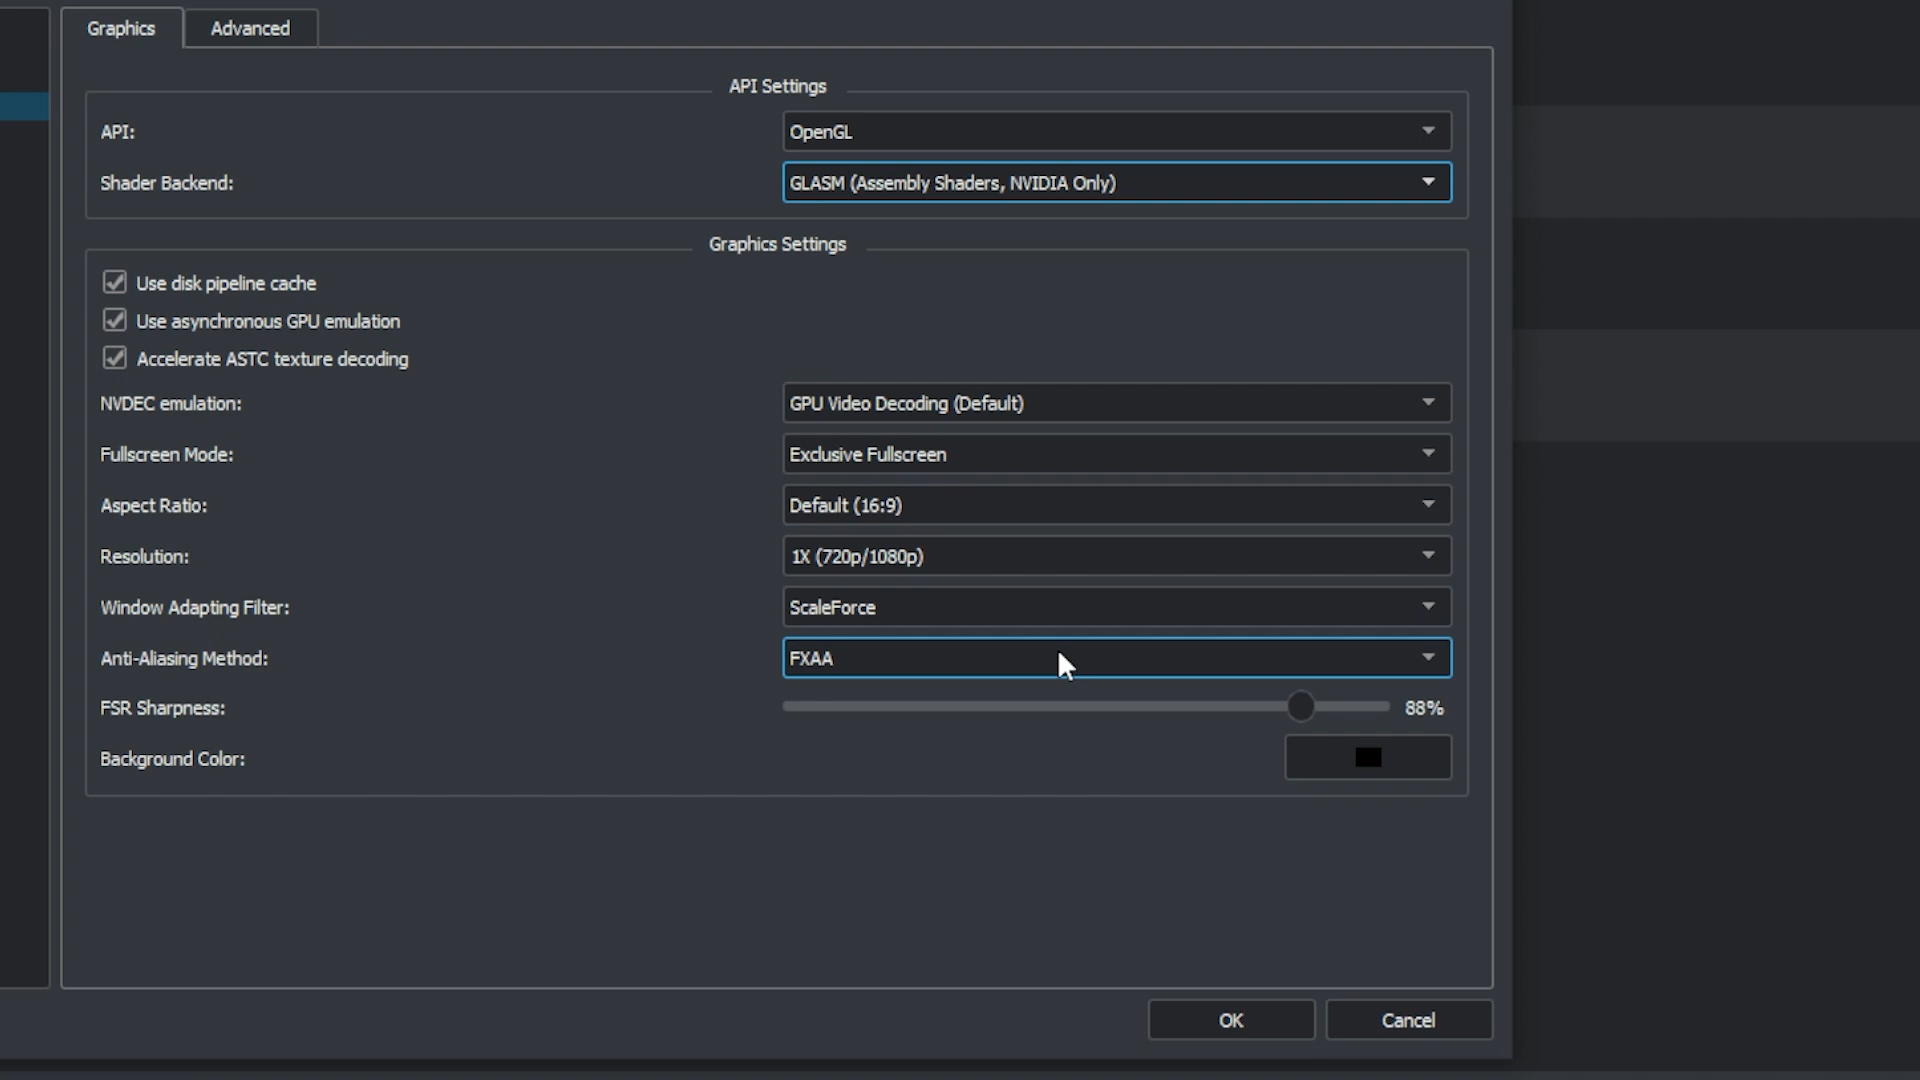 Graphics Advanced
API Settings
API: OpenGL
Shader Backend: GLASM (Assembly Shaders, NVIDIA Only)
Graphics Settings
Use disk pipeline cache
Use asynchronous GPU emulation
Accelerate ASTC texture decoding
NVDEC emulation: GPU Video Decoding (Default)
Fullscreen Mode: Exclusive Fullscreen
Aspect Ratio: Default (16:9)
Resolution: 1X (720p/1080p)
Window Adapting Filter: ScaleForce
Anti-Aliasing Method: FXAA
FSR Sharpness: 88%
Background Color:
OK Cancel